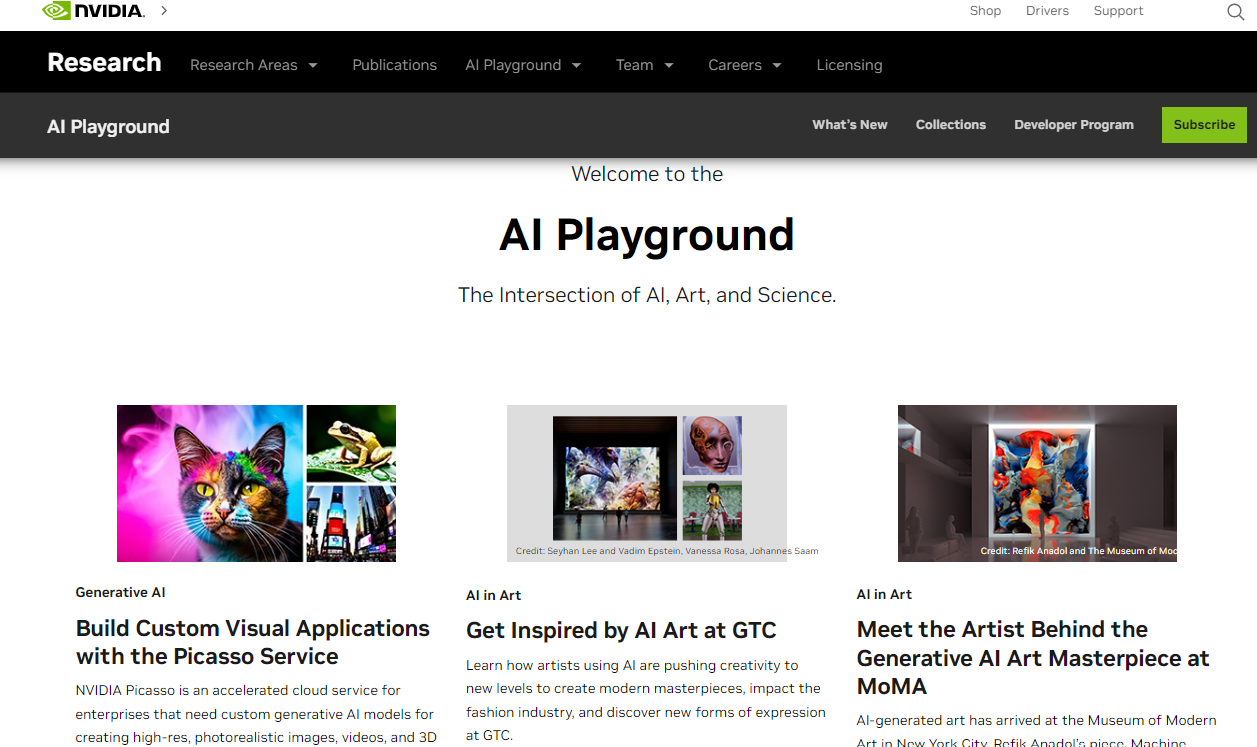 NVIDIA.
Shop Drivers Support
Research Research Areas Publications AI Playground Team Careers Licensing
AI Playground What's New Collections Developer Program Subscribe
Welcome to the
AI Playground
The Intersection of AI, Art, and Science.
Credit: Seyhan Lee and Vadim Epstein, Vanessa Rosa, Johannes Saam
Credit: Refik Anadol and The Museum of Moc
Generative AI
Build Custom Visual Applications
with the Picasso Service
NVIDIA Picasso is an accelerated cloud service for
enterprises that need custom generative AI models for
creating high-res, photorealistic images, videos, and 3D
AI in Art
Get Inspired by AI Art at GTC
Learn how artists using AI are pushing creativity to
new levels to create modern masterpieces, impact the
fashion industry, and discover new forms of expression
at GTC.
AI in Art
Meet the Artist Behind the
Generative AI Art Masterpiece at
MoMA
AI-generated art has arrived at the Museum of Modern
Art in New York City. Refik Anadol's piece, Machine